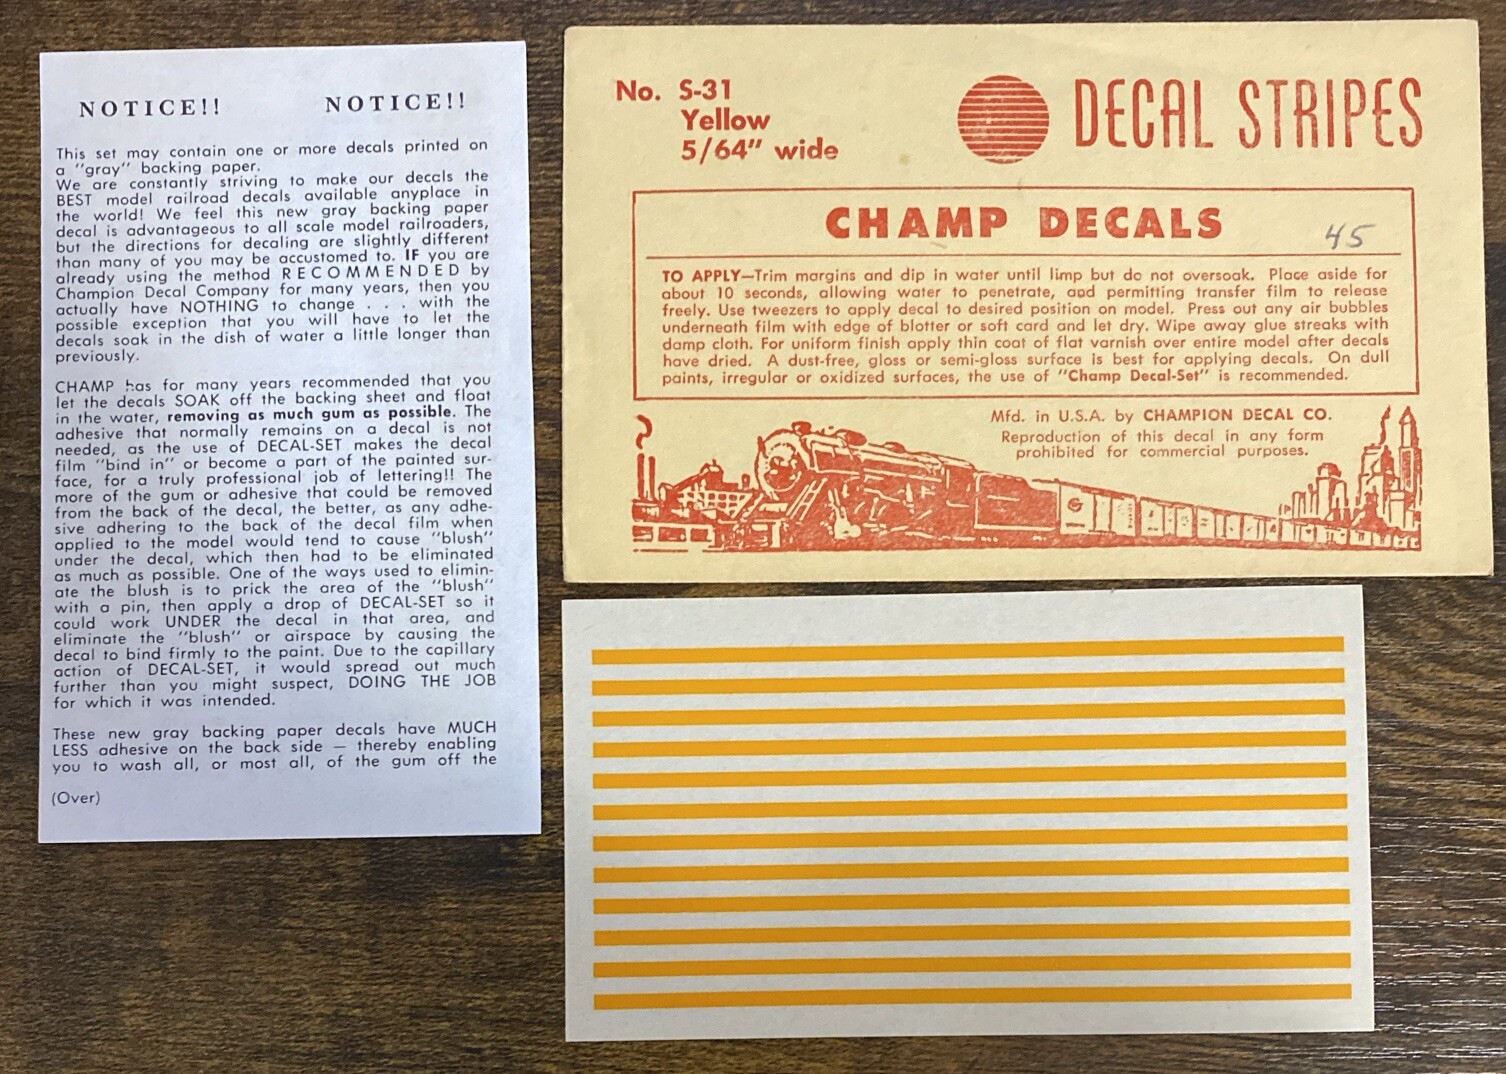 NOTICE!! NOTICE!!
This set may contain one or more decals printed on
a "gray" backing paper.
We are constantly striving to make our decals the
BEST model railroad decals available anyplace in
the world! We feel this new gray backing paper
decal is advantageous to all scale model railroaders,
but the directions for decaling are slightly different
than many of you may be accustomed to. IF you are
already using the method RECOMMENDED by
Champion Decal Company for many years, then you
actually have NOTHING to change . . . with the
possible exception that you will have to let the
decals soak in the dish of water a little longer than
previously.
CHAMP has for many years recommended that you
let the decals SOAK off the backing sheet and float
in the water, removing as much gum as possible. The
adhesive that normally remains on a decal is not
needed, as the use of DECAL-SET makes the decal
film "bind in" or become a part of the painted sur-
face, for a truly professional job of lettering!! The
more of the gum or adhesive that could be removed
from the back of the decal, the better, as any adhe-
sive adhering to the back of the decal film when
applied to the model would tend to cause "blush"
under the decal, which then had to be eliminated
as much as possible. One of the ways used to elimin-
ate the blush is to prick the area of the "blush"
with a pin, then apply a drop of DECAL-SET so it
could work UNDER the decal in that area, and
eliminate the "blush" or airspace by causing the
decal to bind firmly to the paint. Due to the capillary
action of DECAL-SET, it would spread out much
further than you might suspect, DOING THE JOB
for which it was intended.
These new gray backing paper decals have MUCH
LESS adhesive on the back side — thereby enabling
you to wash all, or most all, of the gum off the
(Over)
No. S-31
Yellow
5/64" wide
DECAL STRIPES
CHAMP DECALS
45
TO APPLY—Trim margins and dip in water until limp but do not oversoak. Place aside for
about 10 seconds, allowing water to penetrate, and permitting transfer film to release
freely. Use tweezers to apply decal to desired position on model. Press out any air bubbles
underneath film with edge of blotter or soft card and let dry. Wipe away glue streaks with
damp cloth. For uniform finish apply thin coat of flat varnish over entire model after decals
have dried. A dust-free, gloss or semi-gloss surface is best for applying decals. On dull
paints, irregular or oxidized surfaces, the use of "Champ Decal-Set" is recommended.
Mfd. in U.S.A. by CHAMPION DECAL CO.
Reproduction of this decal in any form
prohibited for commercial purposes.